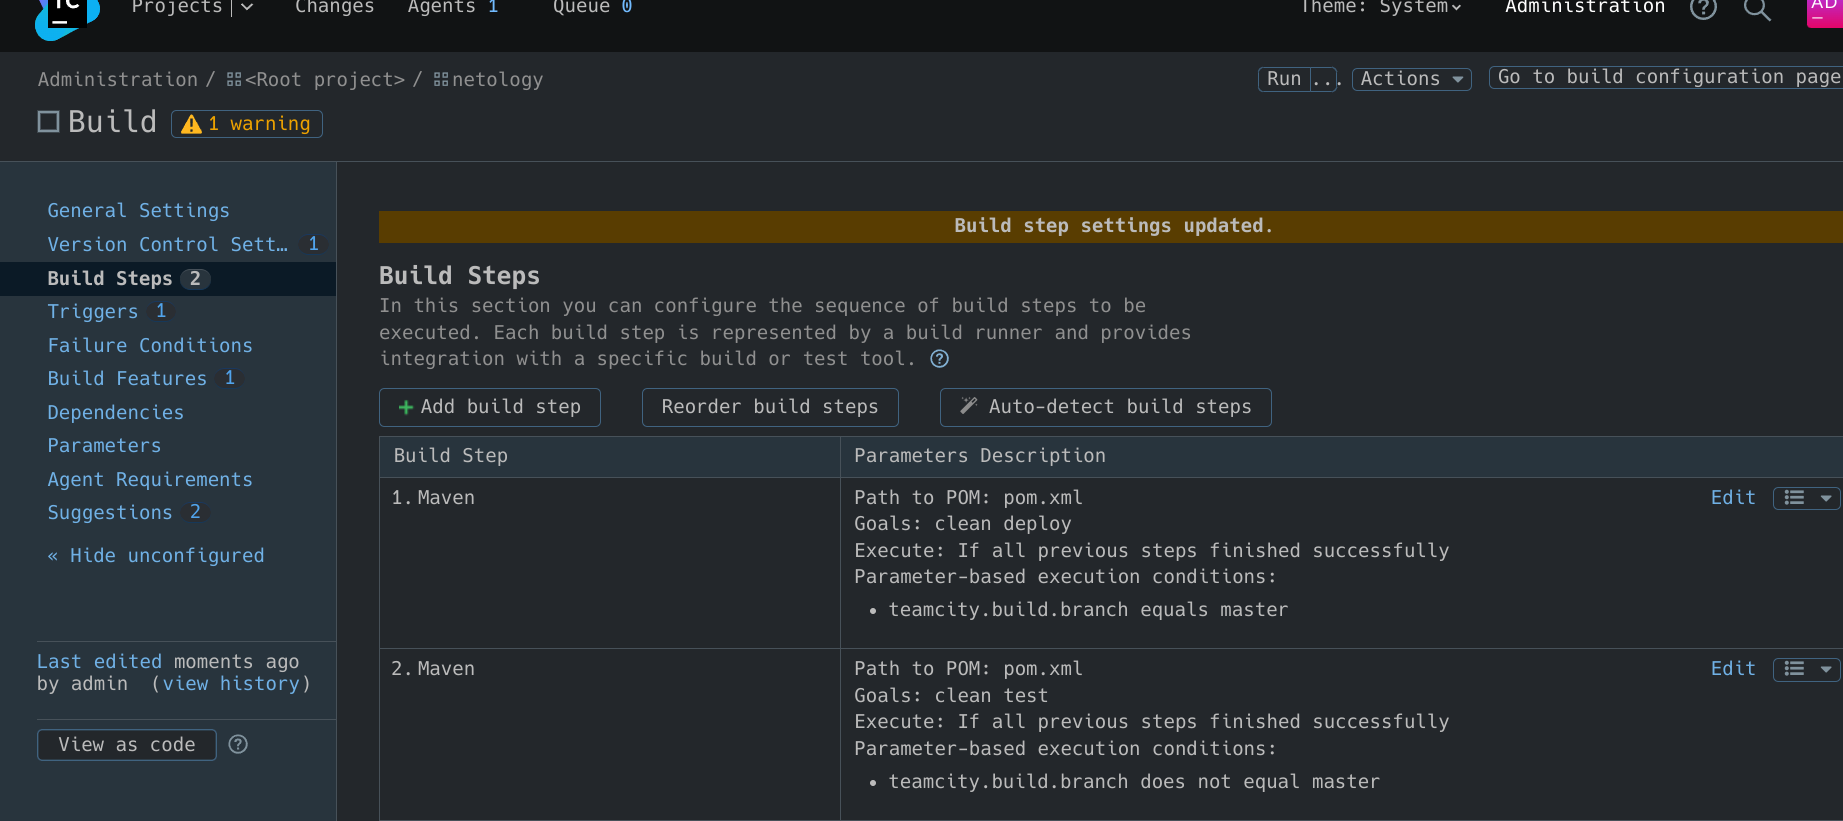 TC Projects Changes Agents 1 Queue 0 Theme: System Administration ? AD
Administration / <Root project> / netology Run ... Actions Go to build configuration page
Build 1 warning
General Settings
Version Control Sett… 1
Build Steps 2
Triggers 1
Failure Conditions
Build Features 1
Dependencies
Parameters
Agent Requirements
Suggestions 2
« Hide unconfigured
Last edited moments ago
by admin (view history)
View as code ?
Build step settings updated.
Build Steps
In this section you can configure the sequence of build steps to be
executed. Each build step is represented by a build runner and provides
integration with a specific build or test tool. ?
+ Add build step Reorder build steps Auto-detect build steps
Build Step Parameters Description
1. Maven Path to POM: pom.xml Edit
Goals: clean deploy
Execute: If all previous steps finished successfully
Parameter-based execution conditions:
• teamcity.build.branch equals master
2. Maven Path to POM: pom.xml Edit
Goals: clean test
Execute: If all previous steps finished successfully
Parameter-based execution conditions:
• teamcity.build.branch does not equal master